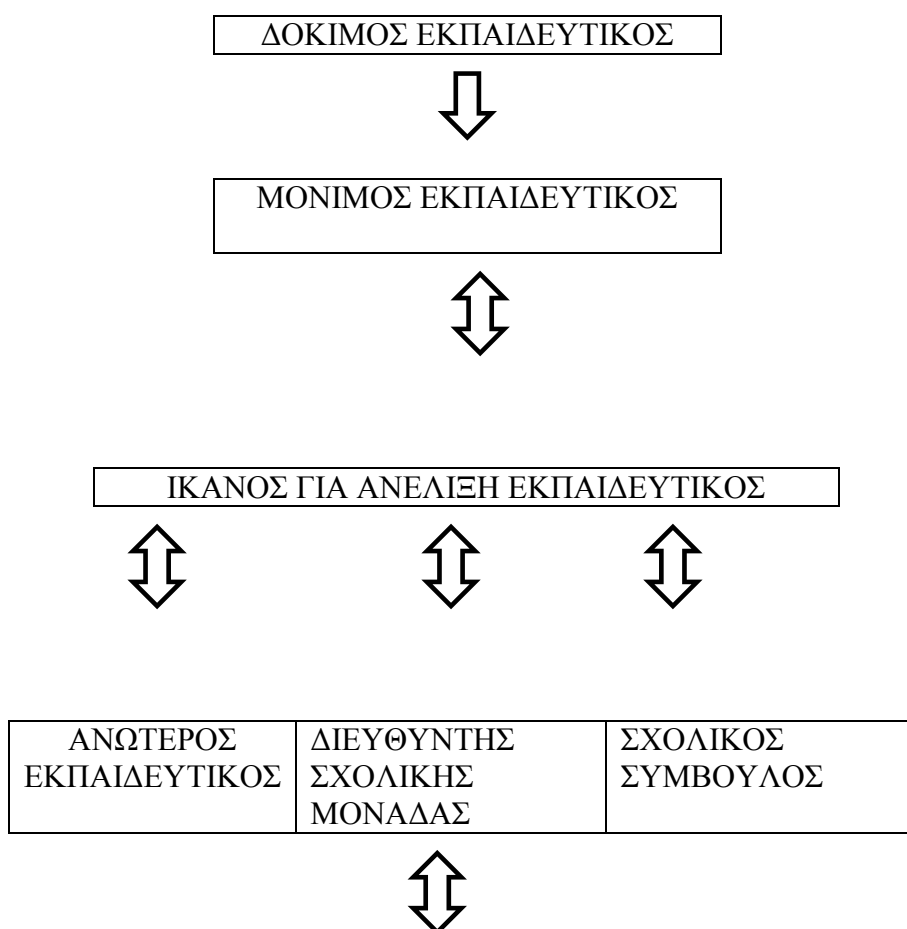 ΔΟΚΙΜΟΣ ΕΚΠΑΙΔΕΥΤΙΚΟΣ
ΜΟΝΙΜΟΣ ΕΚΠΑΙΔΕΥΤΙΚΟΣ
ΙΚΑΝΟΣ ΓΙΑ ΑΝΕΛΙΞΗ ΕΚΠΑΙΔΕΥΤΙΚΟΣ
ΑΝΩΤΕΡΟΣ
ΕΚΠΑΙΔΕΥΤΙΚΟΣ
ΔΙΕΥΘΥΝΤΗΣ
ΣΧΟΛΙΚΗΣ
ΜΟΝΑΔΑΣ
ΣΧΟΛΙΚΟΣ
ΣΥΜΒΟΥΛΟΣ